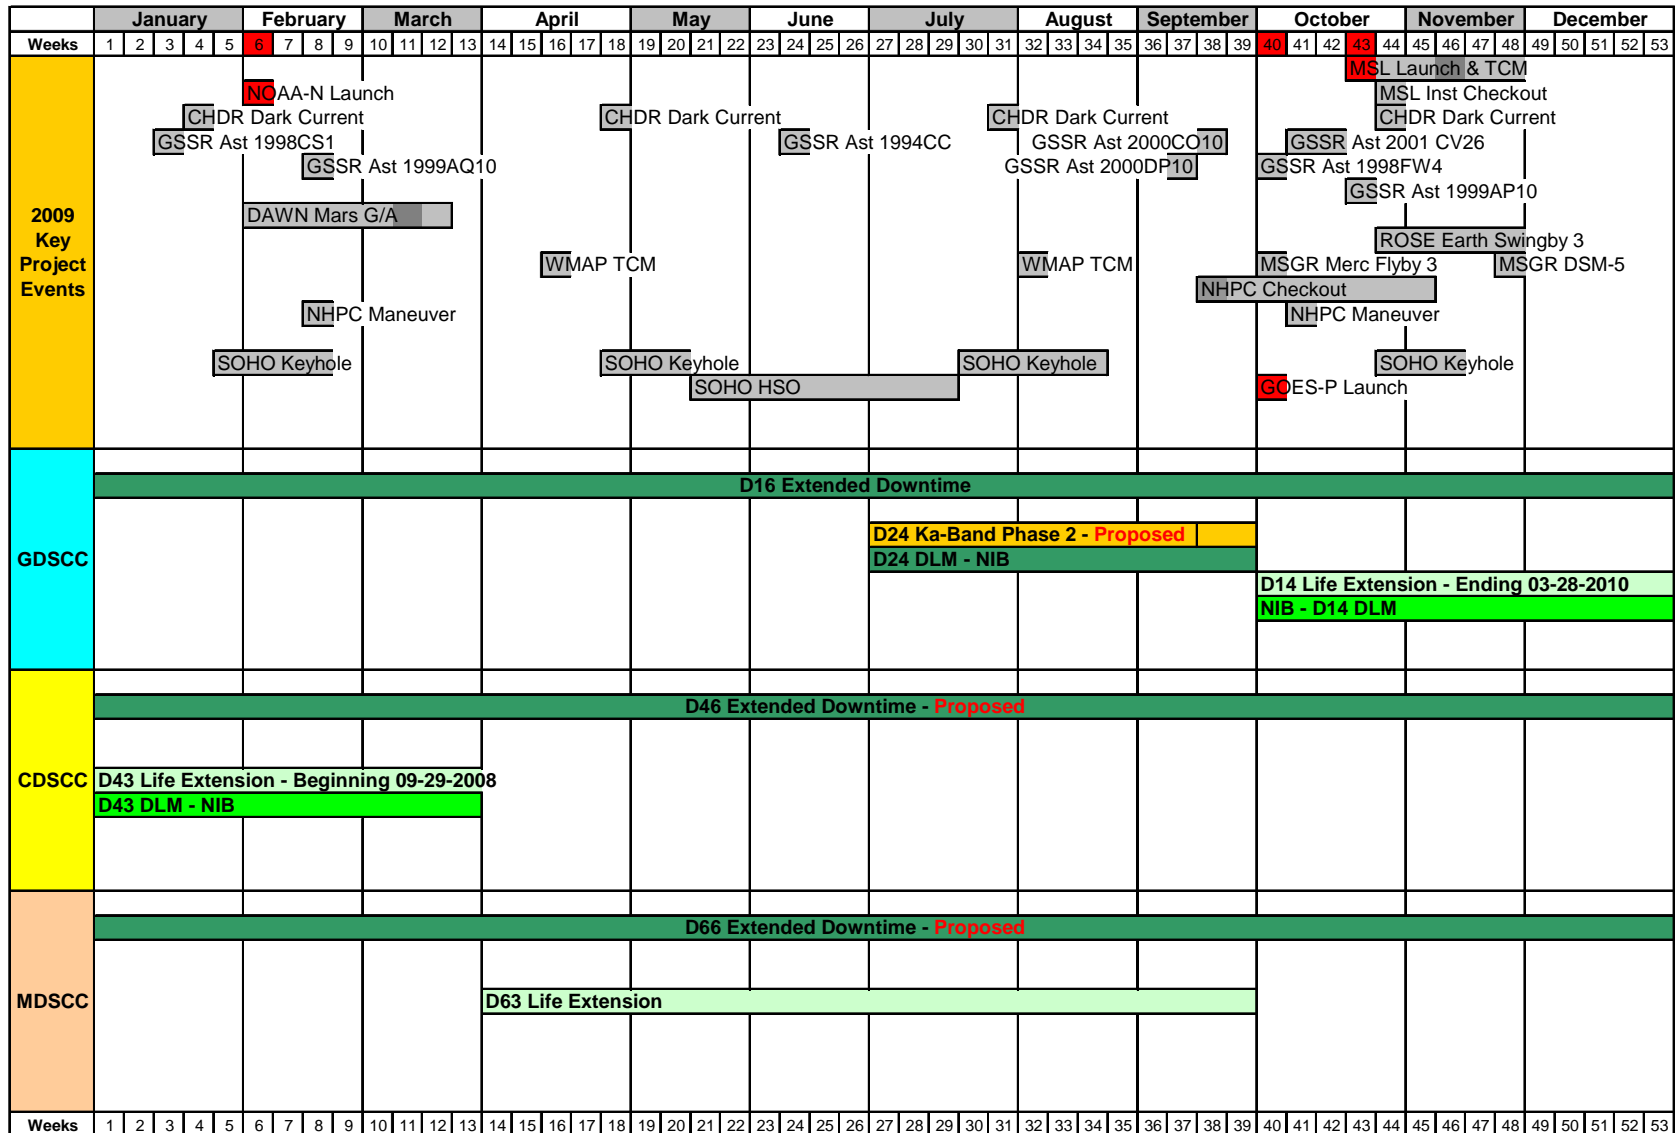 January February March April May June July August September October November December
Weeks 1 2 3 4 5 6 7 8 9 10 11 12 13 14 15 16 17 18 19 20 21 22 23 24 25 26 27 28 29 30 31 32 33 34 35 36 37 38 39 40 41 42 43 44 45 46 47 48 49 50 51 52 53
2009
Key
Project
Events
MSL Launch & TCM
NOAA-N Launch MSL Inst Checkout
CHDR Dark Current CHDR Dark Current CHDR Dark Current CHDR Dark Current
GSSR Ast 1998CS1 GSSR Ast 1994CC GSSR Ast 2000CO10 GSSR Ast 2001 CV26
GSSR Ast 1999AQ10 GSSR Ast 2000DP10 GSSR Ast 1998FW4
GSSR Ast 1999AP10
DAWN Mars G/A
ROSE Earth Swingby 3
WMAP TCM WMAP TCM MSGR Merc Flyby 3 MSGR DSM-5
NHPC Checkout
NHPC Maneuver NHPC Maneuver
SOHO Keyhole SOHO Keyhole SOHO Keyhole SOHO Keyhole
SOHO HSO GOES-P Launch
GDSCC
D16 Extended Downtime
D24 Ka-Band Phase 2 - Proposed
D24 DLM - NIB
D14 Life Extension - Ending 03-28-2010
NIB - D14 DLM
CDSCC
D46 Extended Downtime - Proposed
D43 Life Extension - Beginning 09-29-2008
D43 DLM - NIB
MDSCC
D66 Extended Downtime - Proposed
D63 Life Extension
Weeks 1 2 3 4 5 6 7 8 9 10 11 12 13 14 15 16 17 18 19 20 21 22 23 24 25 26 27 28 29 30 31 32 33 34 35 36 37 38 39 40 41 42 43 44 45 46 47 48 49 50 51 52 53